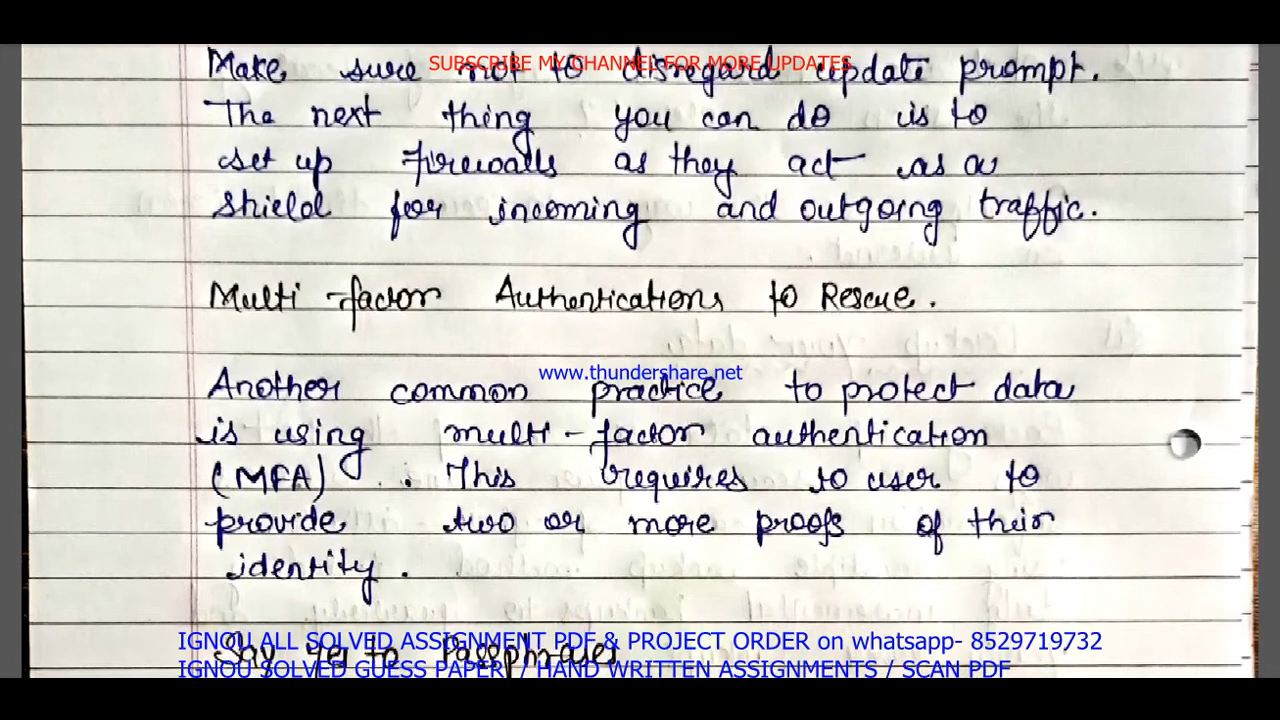 SUBSCRIBE MY CHANNEL FOR MORE UPDATES
Make sure not to disregard update prompt.
The next thing you can do is to
set up firewalls as they act as a
shield for incoming and outgoing traffic.
Multi-factor Authentications to Rescue.
www.thundershare.net
Another common practice to protect data
is using multi-factor authentication
(MFA). This requires to user to
provide two or more proofs of their
identity.
IGNOU ALL SOLVED ASSIGNMENT PDF & PROJECT ORDER on whatsapp- 8529719732
Say Yes to Passphrases
IGNOU SOLVED GUESS PAPER / HAND WRITTEN ASSIGNMENTS / SCAN PDF